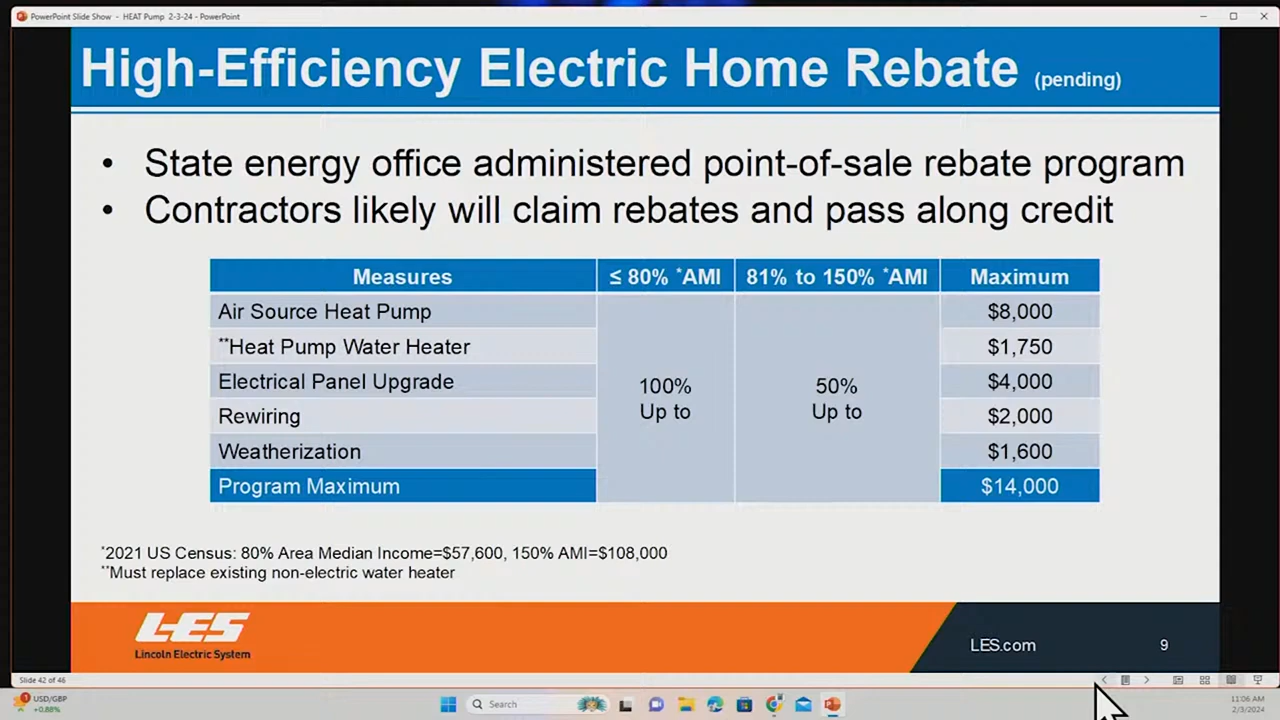 PowerPoint Slide Show - HEAT Pump 2-3-24 - PowerPoint
High-Efficiency Electric Home Rebate (pending)
• State energy office administered point-of-sale rebate program
• Contractors likely will claim rebates and pass along credit
Measures ≤ 80% *AMI 81% to 150% *AMI Maximum
Air Source Heat Pump $8,000
**Heat Pump Water Heater $1,750
Electrical Panel Upgrade 100% Up to 50% Up to $4,000
Rewiring $2,000
Weatherization $1,600
Program Maximum $14,000
*2021 US Census: 80% Area Median Income=$57,600, 150% AMI=$108,000
**Must replace existing non-electric water heater
LES
Lincoln Electric System
LES.com 9
Slide 42 of 46
USD/GBP
+0.88%
Search
11:06 AM
2/3/2024